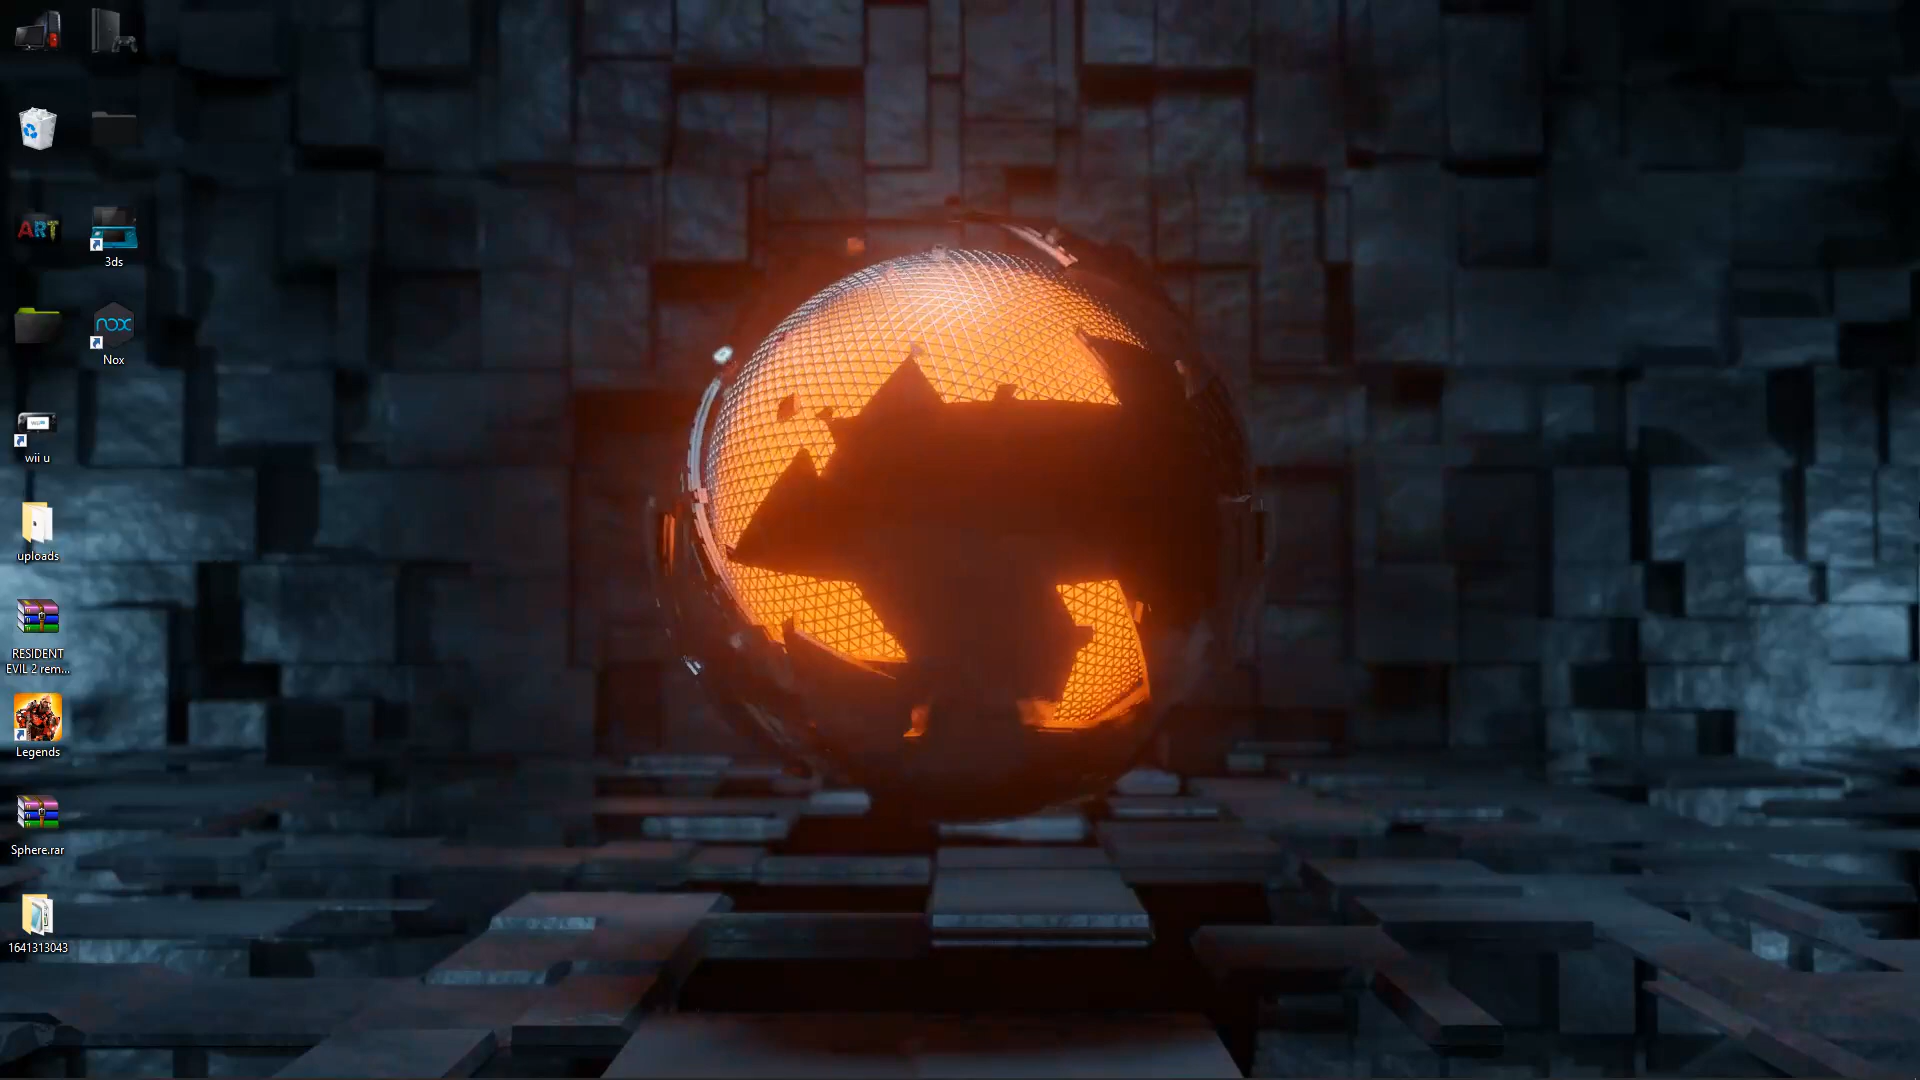 ART
3ds
nox
Nox
wii u
uploads
RESIDENT
EVIL 2 rem...
Legends
Sphere.rar
1641313043